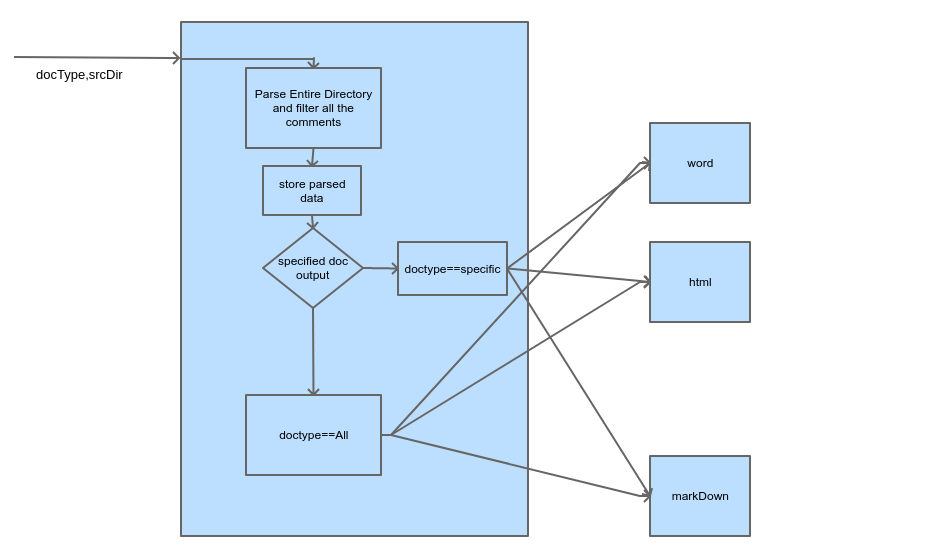 docType,srcDir
Parse Entire Directory
and filter all the
comments
store parsed
data
specified doc
output
doctype==specific
doctype==All
word
html
markDown